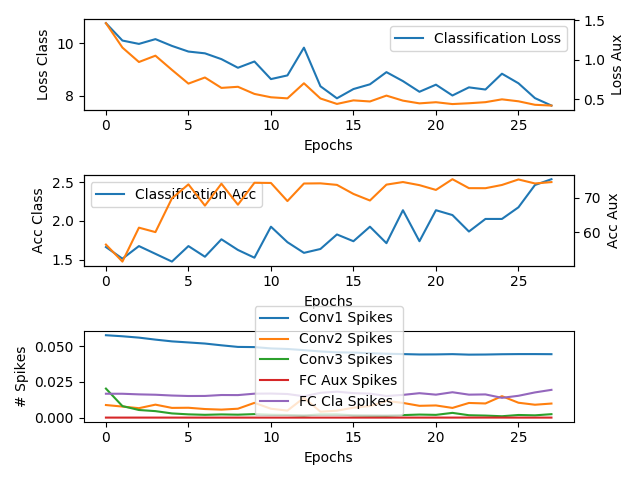 Loss Class
10
8
Classification Loss
1.5
1.0
0.5
Loss Aux
0 5 10 15 20 25
Epochs
Acc Class
2.5
2.0
1.5
Classification Acc
70
60
Acc Aux
0 5 10 15 20 25
Epochs
# Spikes
0.050
0.025
0.000
Conv1 Spikes
Conv2 Spikes
Conv3 Spikes
FC Aux Spikes
FC Cla Spikes
0 5 10 15 20 25
Epochs